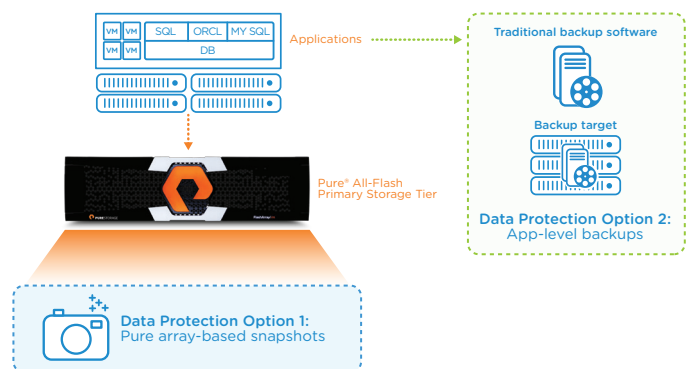 VM VM SQL ORCL MY SQL
VM VM DB
Applications
Pure® All-Flash
Primary Storage Tier
PURESTORAGE
Data Protection Option 1:
Pure array-based snapshots
Traditional backup software
Backup target
Data Protection Option 2:
App-level backups